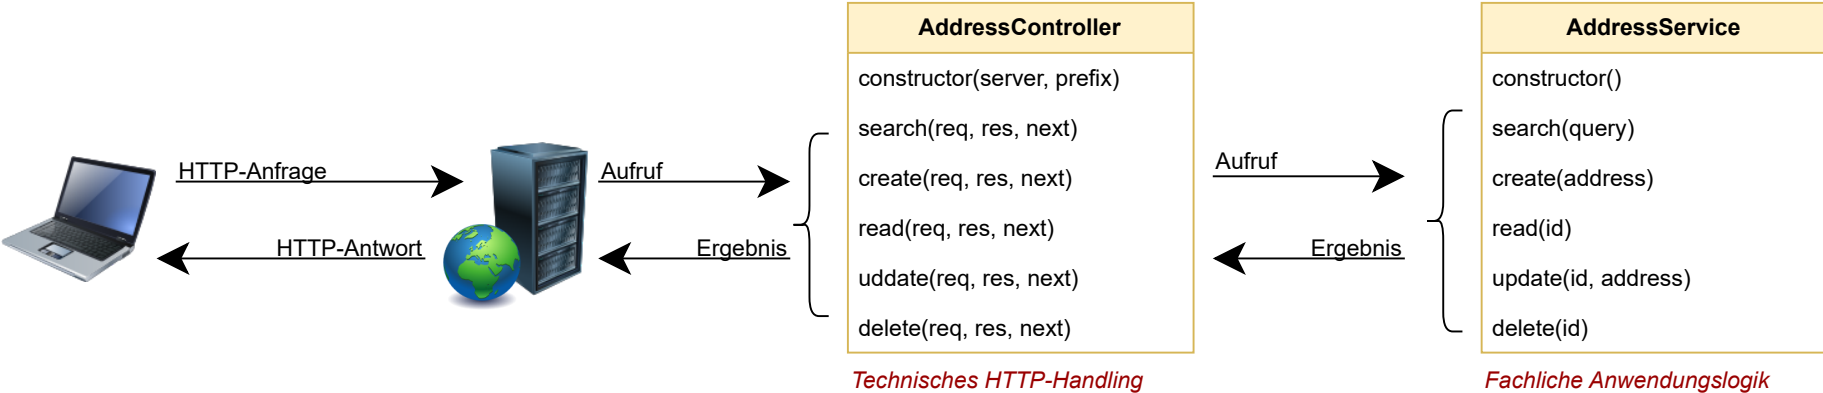 HTTP-Anfrage
HTTP-Antwort
Aufruf
Ergebnis
AddressController
constructor(server, prefix)
search(req, res, next)
create(req, res, next)
read(req, res, next)
uddate(req, res, next)
delete(req, res, next)
Technisches HTTP-Handling
Aufruf
Ergebnis
AddressService
constructor()
search(query)
create(address)
read(id)
update(id, address)
delete(id)
Fachliche Anwendungslogik